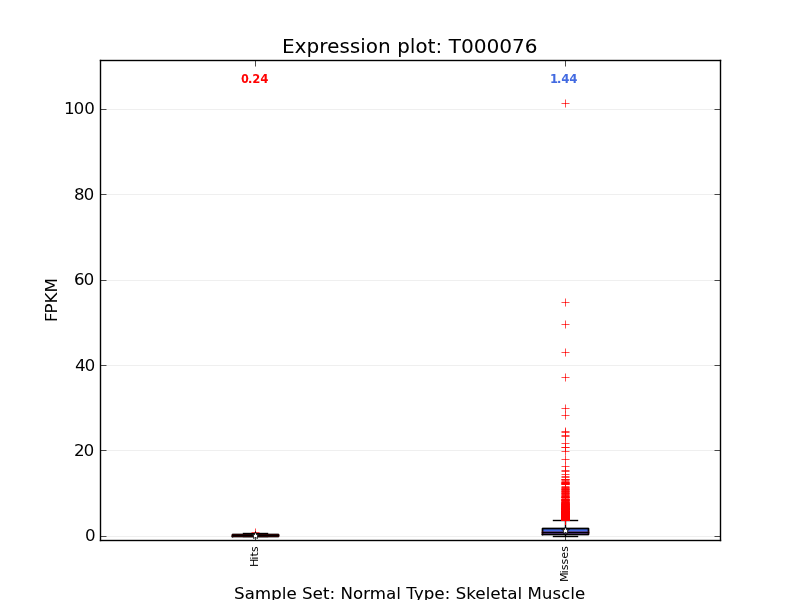 Expression plot: T000076
0.24
1.44
100
80
60
40
20
0
FPKM
Hits
Misses
Sample Set: Normal Type: Skeletal Muscle